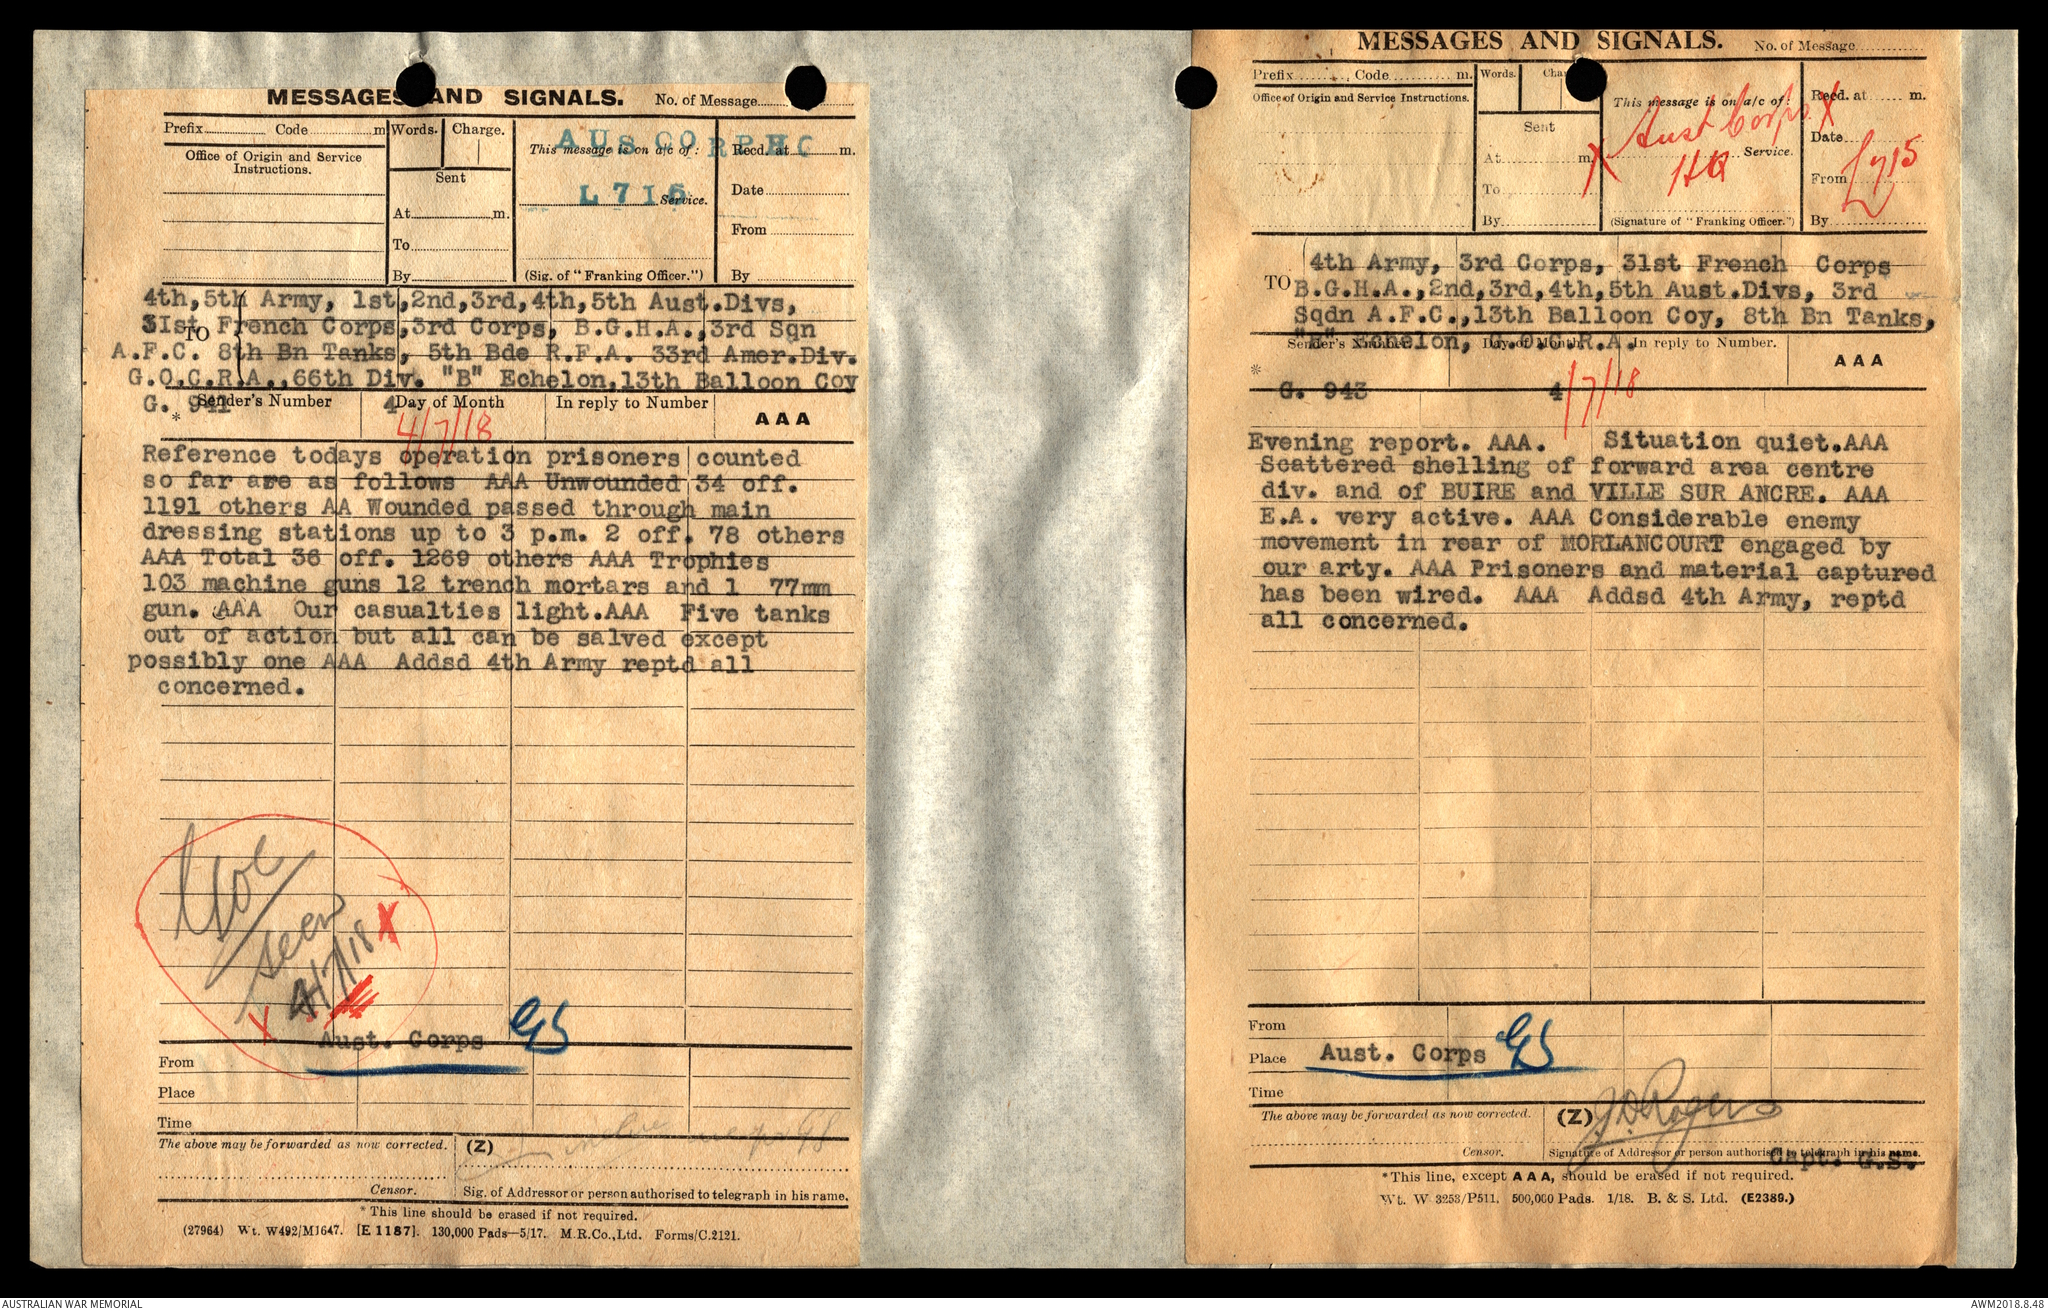 MESSAGES AND SIGNALS. No. of Message
Prefix Code m Words. Charge.
This message is on a/c of : Recd. at m.
AUSCORPHQ
Office of Origin and Service
Instructions.
Sent
L 715
Service.
Date
At m.
To
From
By (Sig. of "Franking Officer.") By
4th,5th Army, 1st,2nd,3rd,4th,5th Aust.Divs,
TO
31st French Corps,3rd Corps, B.G.H.A.,3rd Sqn
A.F.C. 8th Bn Tanks, 5th Bde R.F.A. 33rd Amer.Div.
G.O.C.R.A.,66th Div. "B" Echelon,13th Balloon Coy
Sender's Number Day of Month In reply to Number
* G. 941 4 AAA
4/7/18
Reference todays operation prisoners counted
so far are as follows AAA Unwounded 34 off.
1191 others AA Wounded passed through main
dressing stations up to 3 p.m. 2 off. 78 others
AAA Total 36 off. 1269 others AAA Trophies
103 machine guns 12 trench mortars and 1 77mm
gun. AAA Our casualties light.AAA Five tanks
out of action but all can be salved except
possibly one AAA Addsd 4th Army reptd all
concerned.
seen
X
4/7/18
X
Aust. Corps GS
From
Place
Time
The above may be forwarded as now corrected. (Z)
Censor. Sig. of Addressor or person authorised to telegraph in his name.
* This line should be erased if not required.
(27964) Wt. W492/M1647. [E 1187]. 130,000 Pads—5/17. M.R.Co.,Ltd. Forms/C.2121.
MESSAGES AND SIGNALS. No. of Message
Prefix Code m. Words.
Office of Origin and Service Instructions.
This message is on a/c of : Recd. at m.
Aust Corps X
X HQ
Sent
Service.
Date
At m.
To
From
L715
By (Signature of "Franking Officer.") By
4th Army, 3rd Corps, 31st French Corps
TO B.G.H.A.,2nd,3rd,4th,5th Aust.Divs, 3rd
Sqdn A.F.C.,13th Balloon Coy, 8th Bn Tanks,
"B" Echelon, G.O.C.R.A.
Sender's Number. Day of Month. In reply to Number. AAA
*
G. 943 4/7/18
Evening report. AAA. Situation quiet.AAA
Scattered shelling of forward area centre
div. and of BUIRE and VILLE SUR ANCRE. AAA
E.A. very active. AAA Considerable enemy
movement in rear of MORLANCOURT engaged by
our arty. AAA Prisoners and material captured
has been wired. AAA Addsd 4th Army, reptd
all concerned.
From
Place Aust. Corps GS
Time
The above may be forwarded as now corrected. (Z) J.D.Rogers
Censor. Signature of Addressor or person authorised to telegraph in his name.
Capt. G.S.
*This line, except AAA, should be erased if not required.
Wt. W 3253/P511. 500,000 Pads. 1/18. B. & S. Ltd. (E2389.)
AUSTRALIAN WAR MEMORIAL
AWM2018.8.48